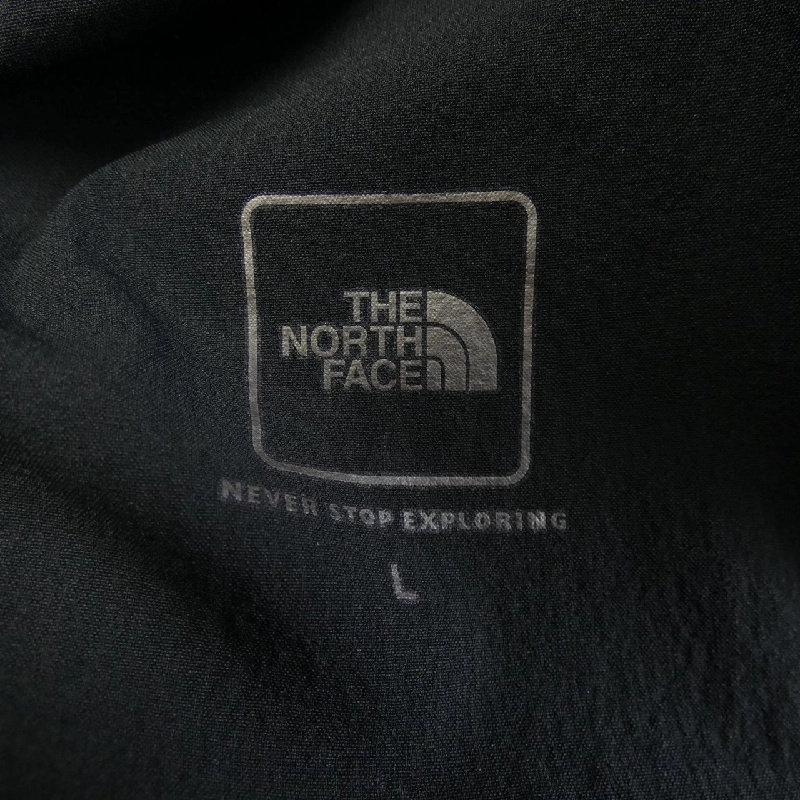 THE
NORTH
FACE
NEVER STOP EXPLORING
L